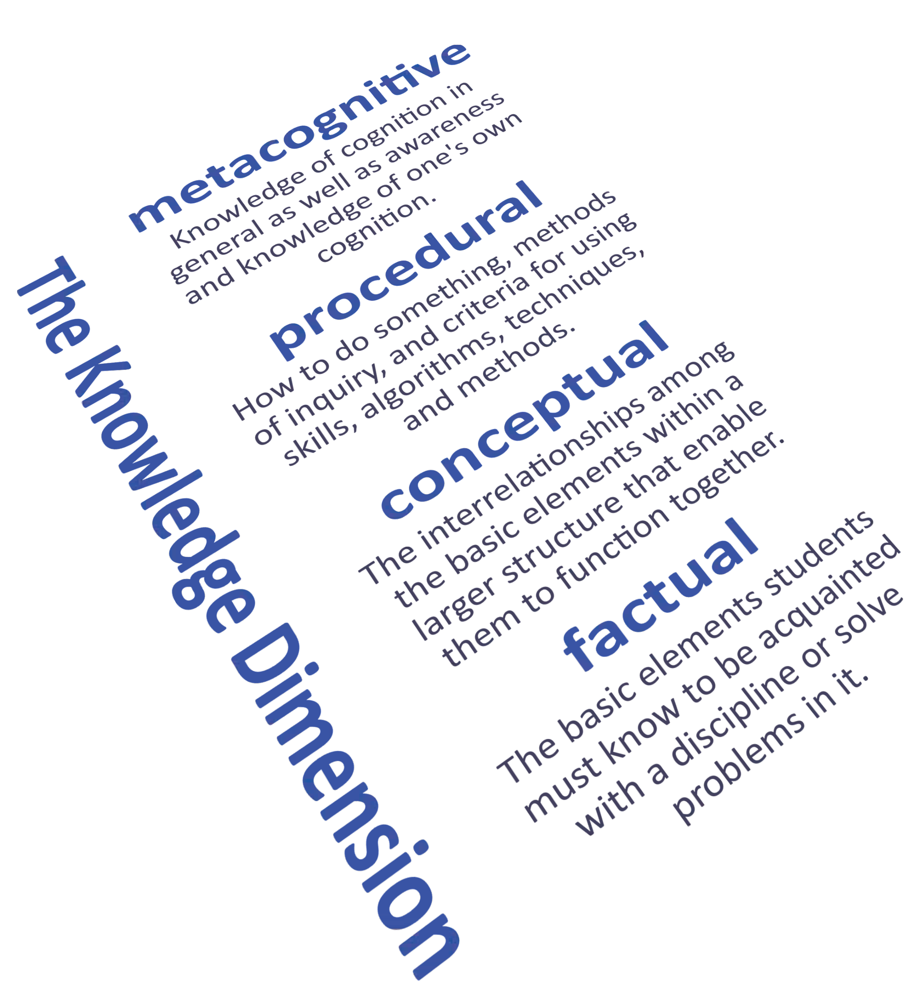 The Knowledge Dimension
metacognitive
Knowledge of cognition in
general as well as awareness
and knowledge of one's own
cognition.
procedural
How to do something, methods
of inquiry, and criteria for using
skills, algorithms, techniques,
and methods.
conceptual
The interrelationships among
the basic elements within a
larger structure that enable
them to function together.
factual
The basic elements students
must know to be acquainted
with a discipline or solve
problems in it.